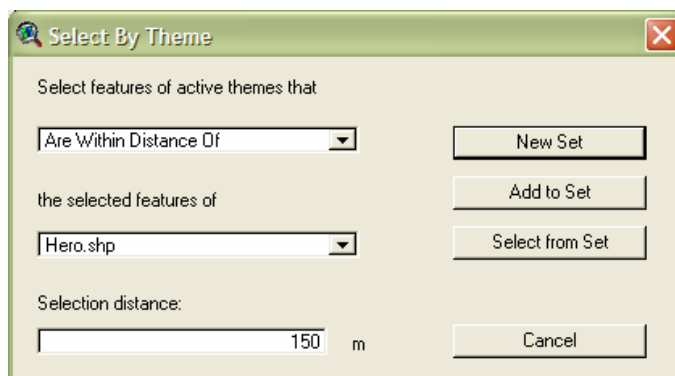 Select By Theme
Select features of active themes that
Are Within Distance Of
New Set
Add to Set
the selected features of
Hero.shp
Select from Set
Selection distance:
150 m
Cancel